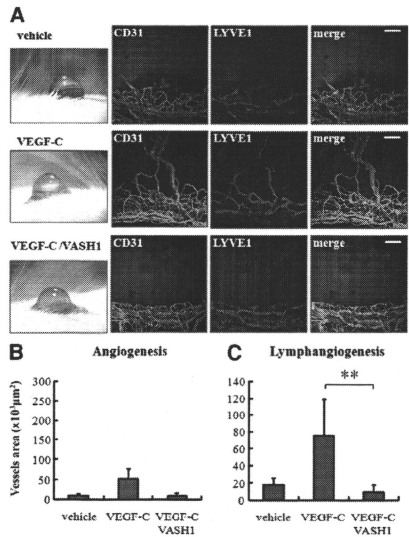 A
vehicle
CD31
LYVE1
merge
VEGF-C
CD31
LYVE1
merge
VEGF-C/VASH1
CD31
LYVE1
merge
B
Angiogenesis
Vessels area (x10³μm²)
300
250
200
150
100
50
0
vehicle
VEGF-C
VEGF-C
VASH1
C
Lymphangiogenesis
**
140
120
100
80
60
40
20
0
vehicle
VEGF-C
VEGF-C
VASH1